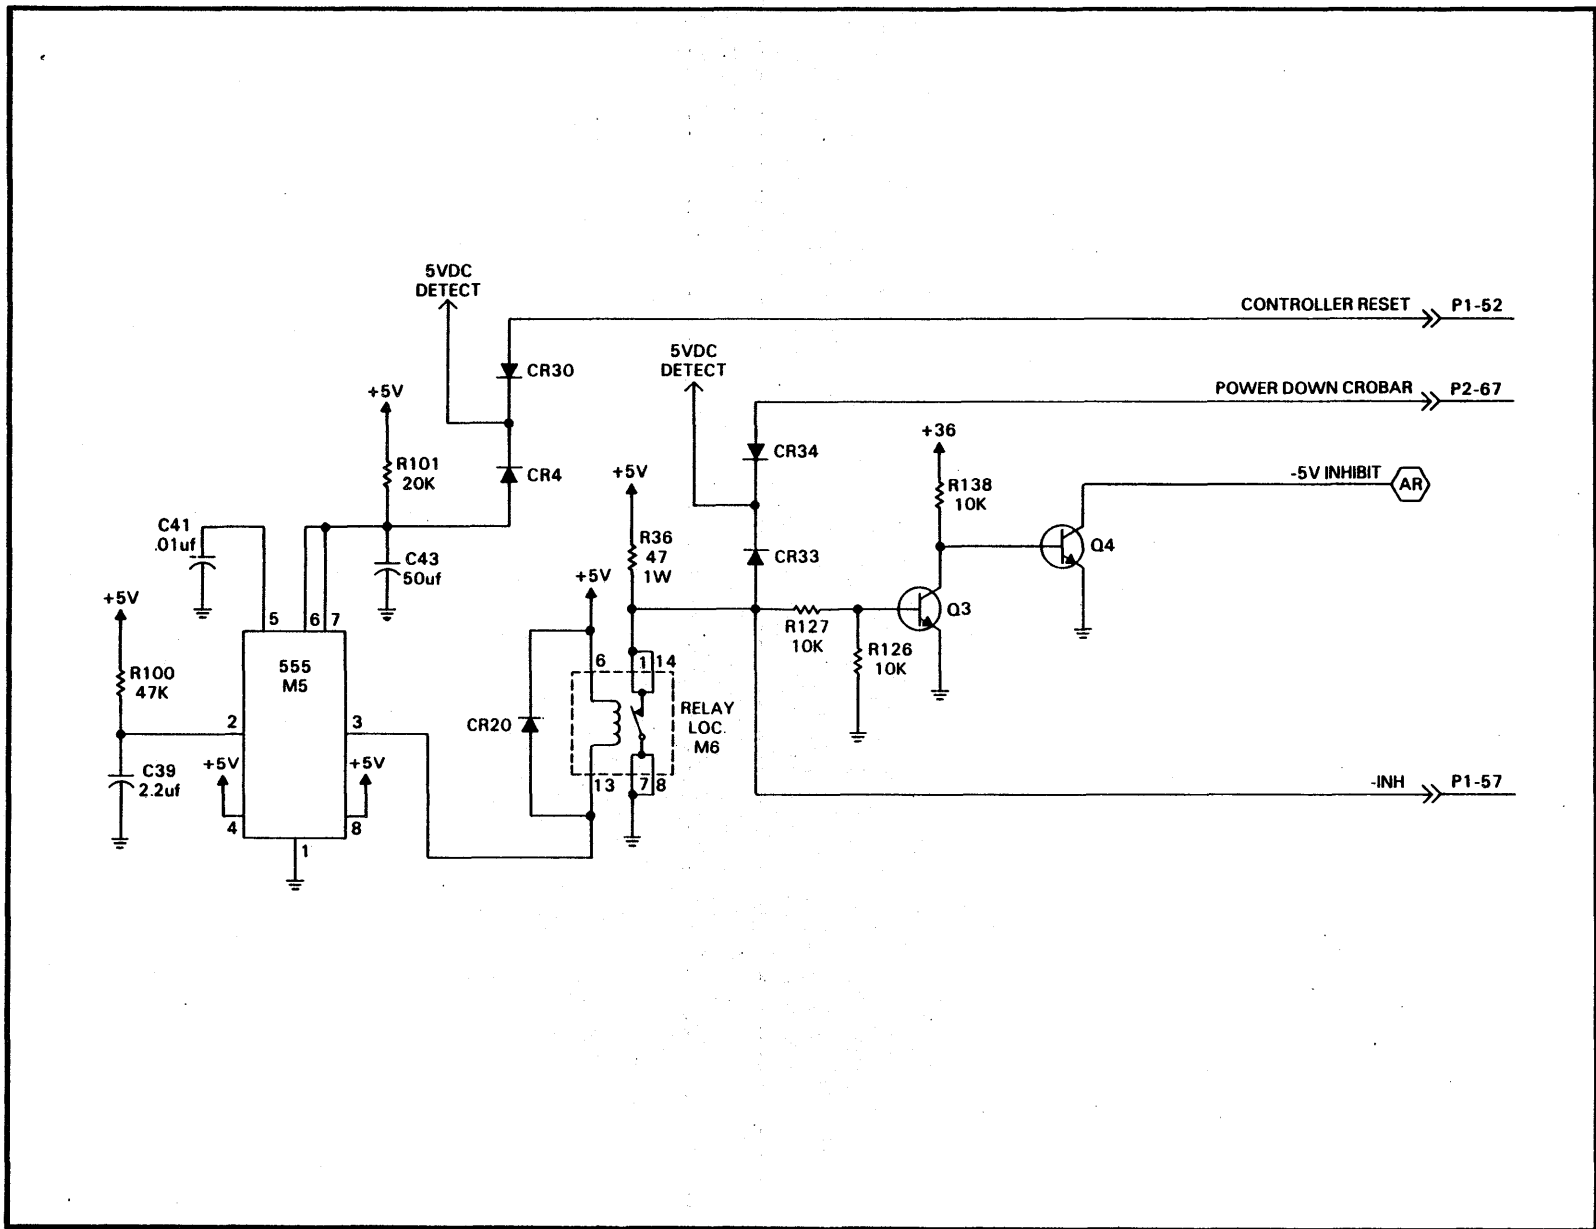 5VDC
DETECT
CONTROLLER RESET P1-52
5VDC
DETECT
CR30
+5V
POWER DOWN CROBAR P2-67
+36
CR34
R101
20K
CR4
+5V
-5V INHIBIT AR
R138
10K
C41
.01uf
R36
47
1W
C43
50uf
CR33
Q4
+5V
+5V
5 6 7
R127
10K
Q3
R126
10K
555
M5
R100
47K
6 1 14
2 3
CR20
RELAY
LOC.
M6
C39
2.2uf
+5V +5V
13 7 8
-INH P1-57
4 8
1